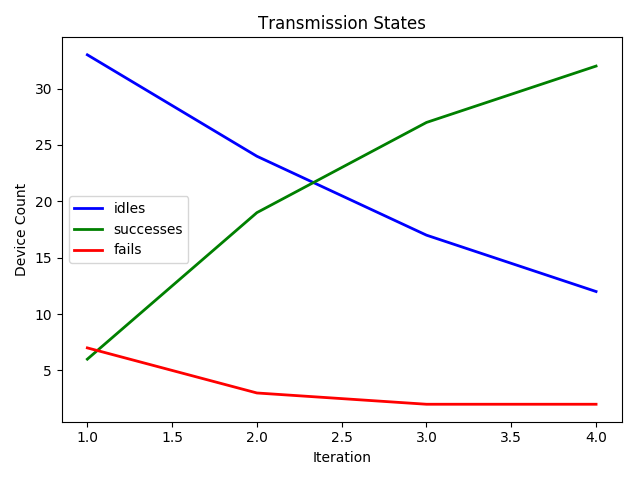 Transmission States
Device Count
30
25
20
15
10
5
idles
successes
fails
1.0 1.5 2.0 2.5 3.0 3.5 4.0
Iteration